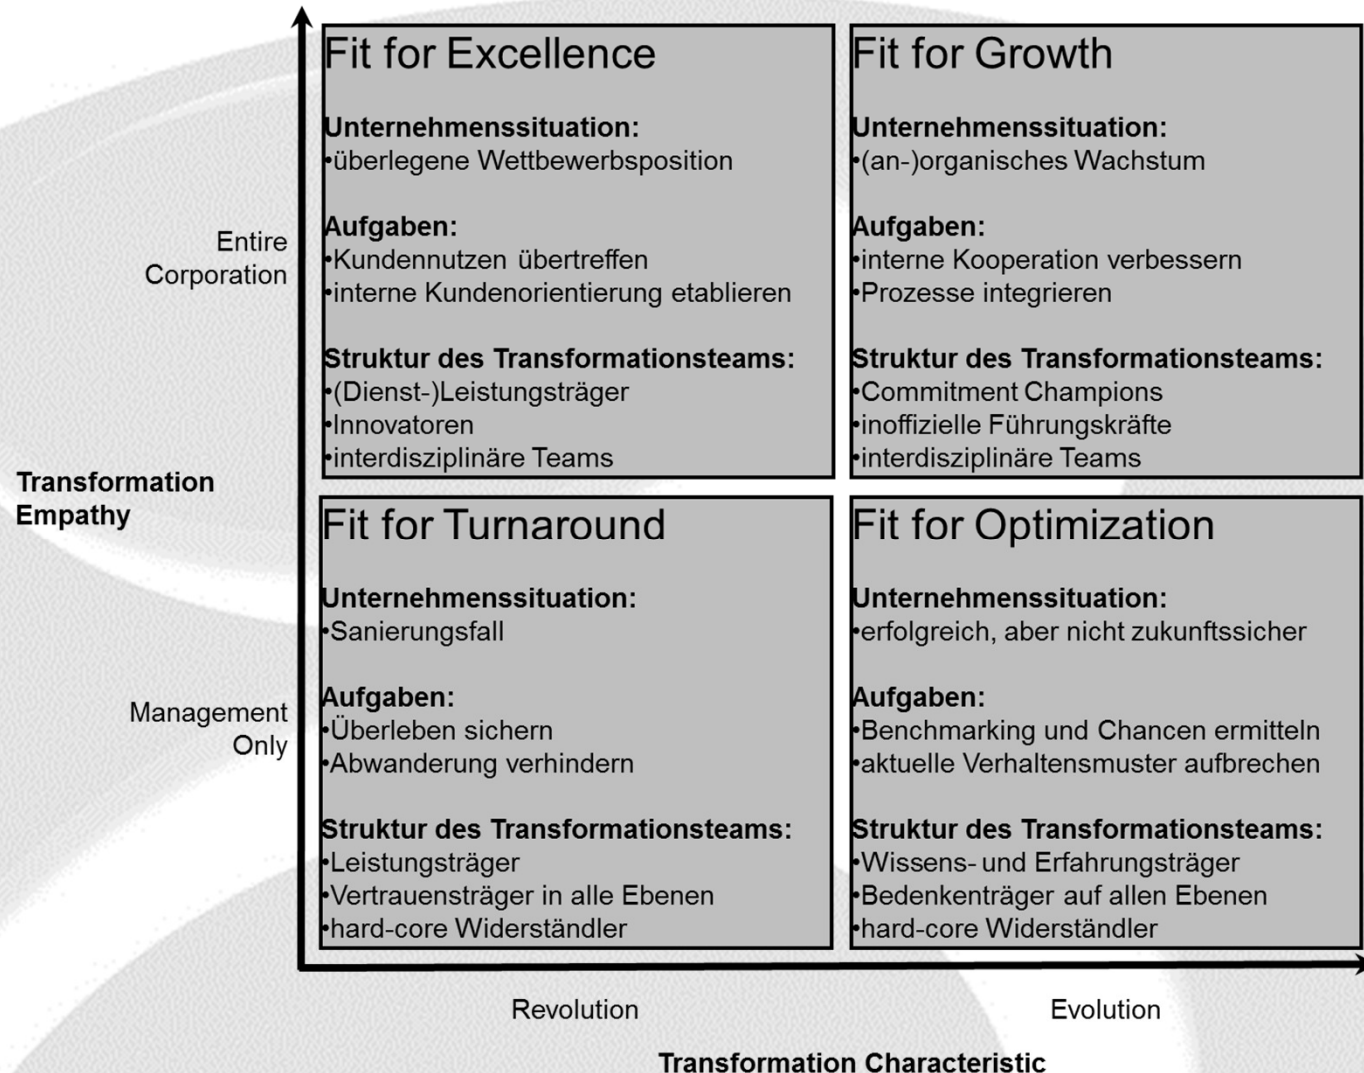 Fit for Excellence
Unternehmenssituation:
•überlegene Wettbewerbsposition
Aufgaben:
•Kundennutzen übertreffen
•interne Kundenorientierung etablieren
Struktur des Transformationsteams:
•(Dienst-)Leistungsträger
•Innovatoren
•interdisziplinäre Teams
Fit for Growth
Unternehmenssituation:
•(an-)organisches Wachstum
Aufgaben:
•interne Kooperation verbessern
•Prozesse integrieren
Struktur des Transformationsteams:
•Commitment Champions
•inoffizielle Führungskräfte
•interdisziplinäre Teams
Entire
Corporation
Transformation
Empathy
Management
Only
Fit for Turnaround
Unternehmenssituation:
•Sanierungsfall
Aufgaben:
•Überleben sichern
•Abwanderung verhindern
Struktur des Transformationsteams:
•Leistungsträger
•Vertrauensträger in alle Ebenen
•hard-core Widerständler
Fit for Optimization
Unternehmenssituation:
•erfolgreich, aber nicht zukunftssicher
Aufgaben:
•Benchmarking und Chancen ermitteln
•aktuelle Verhaltensmuster aufbrechen
Struktur des Transformationsteams:
•Wissens- und Erfahrungsträger
•Bedenkenträger auf allen Ebenen
•hard-core Widerständler
Revolution
Evolution
Transformation Characteristic